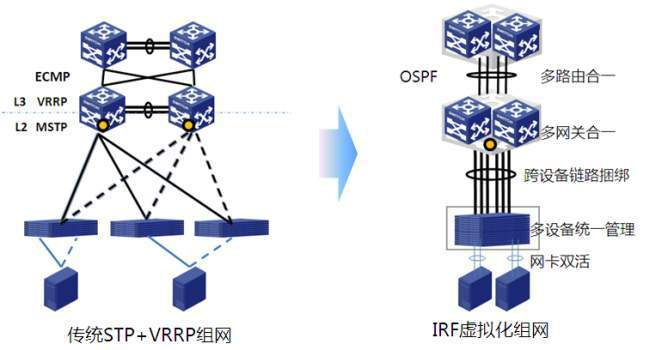 ECMP
L3 VRRP
L2 MSTP
传统STP+VRRP组网
OSPF
多路由合一
多网关合一
跨设备链路捆绑
多设备统一管理
网卡双活
IRF虚拟化组网